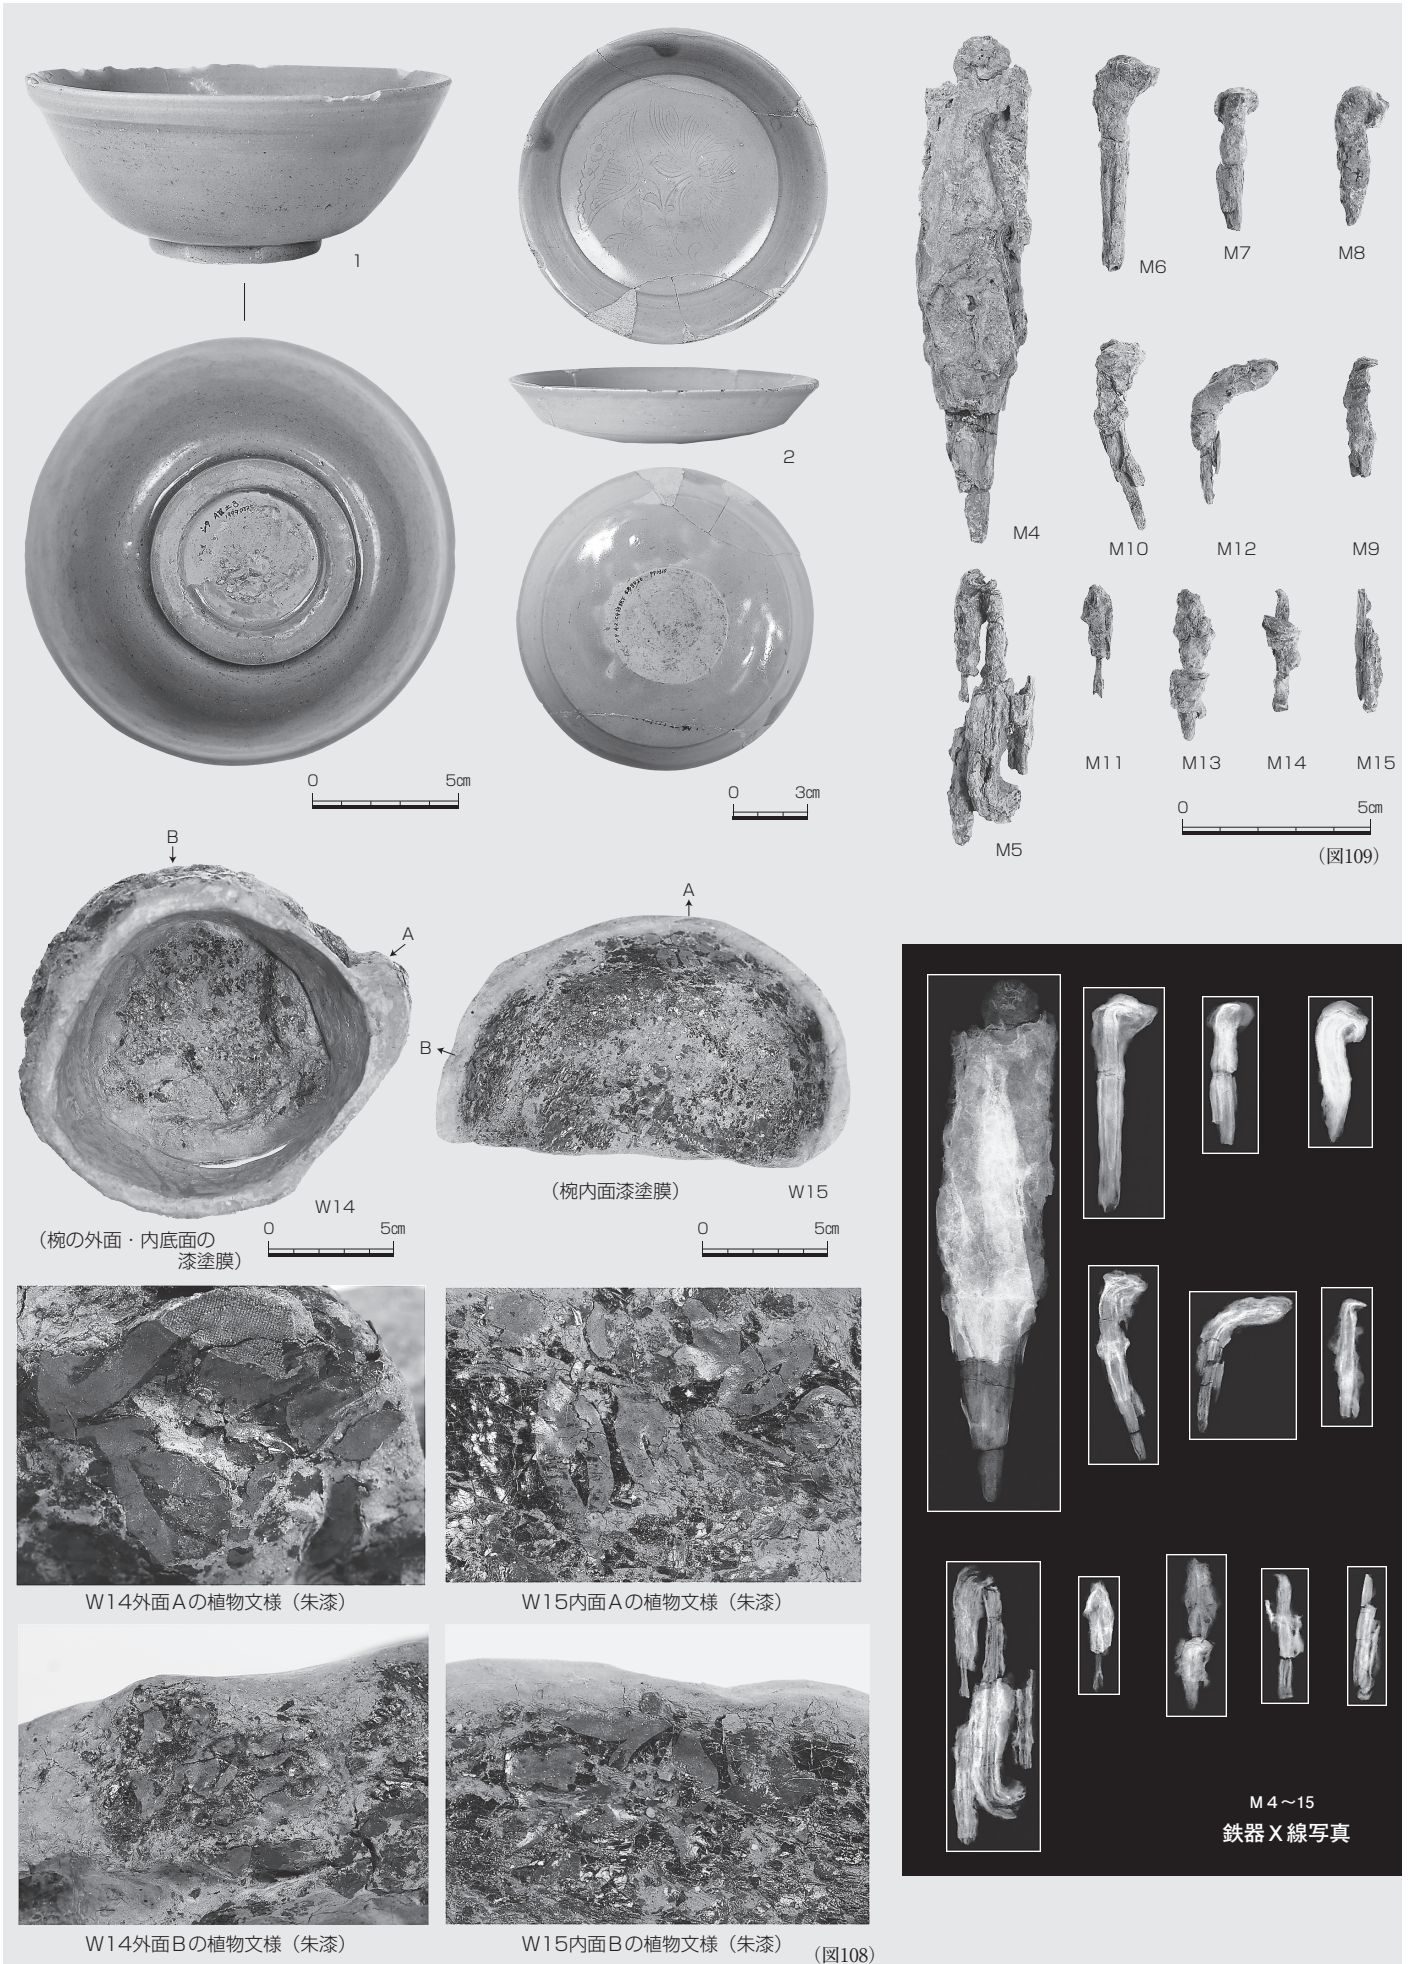 1
0 5㎝
2
0 3㎝
M4
M6
M7
M8
M10
M12
M9
M5
M11
M13
M14
M15
0 5㎝
(図109)
B
A
W14
(椀の外面・内底面の
漆塗膜)
0 5㎝
A
B
(椀内面漆塗膜)
W15
0 5㎝
W14外面Aの植物文様(朱漆)
W15内面Aの植物文様(朱漆)
W14外面Bの植物文様(朱漆)
W15内面Bの植物文様(朱漆)
(図108)
M4～15
鉄器X線写真